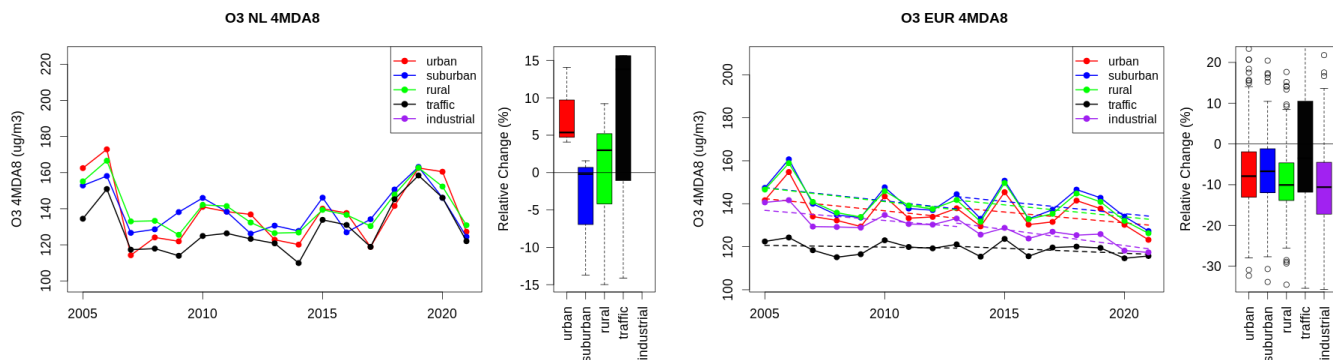 O3 NL 4MDA8
O3 4MDA8 (ug/m3)
220
200
180
160
140
120
100
2005
2010
2015
2020
urban
suburban
rural
traffic
industrial
Relative Change (%)
15
10
5
0
-5
-10
-15
urban
suburban
rural
traffic
industrial
O3 EUR 4MDA8
O3 4MDA8 (ug/m3)
200
180
160
140
120
100
2005
2010
2015
2020
urban
suburban
rural
traffic
industrial
Relative Change (%)
20
10
0
-10
-20
-30
urban
suburban
rural
traffic
industrial